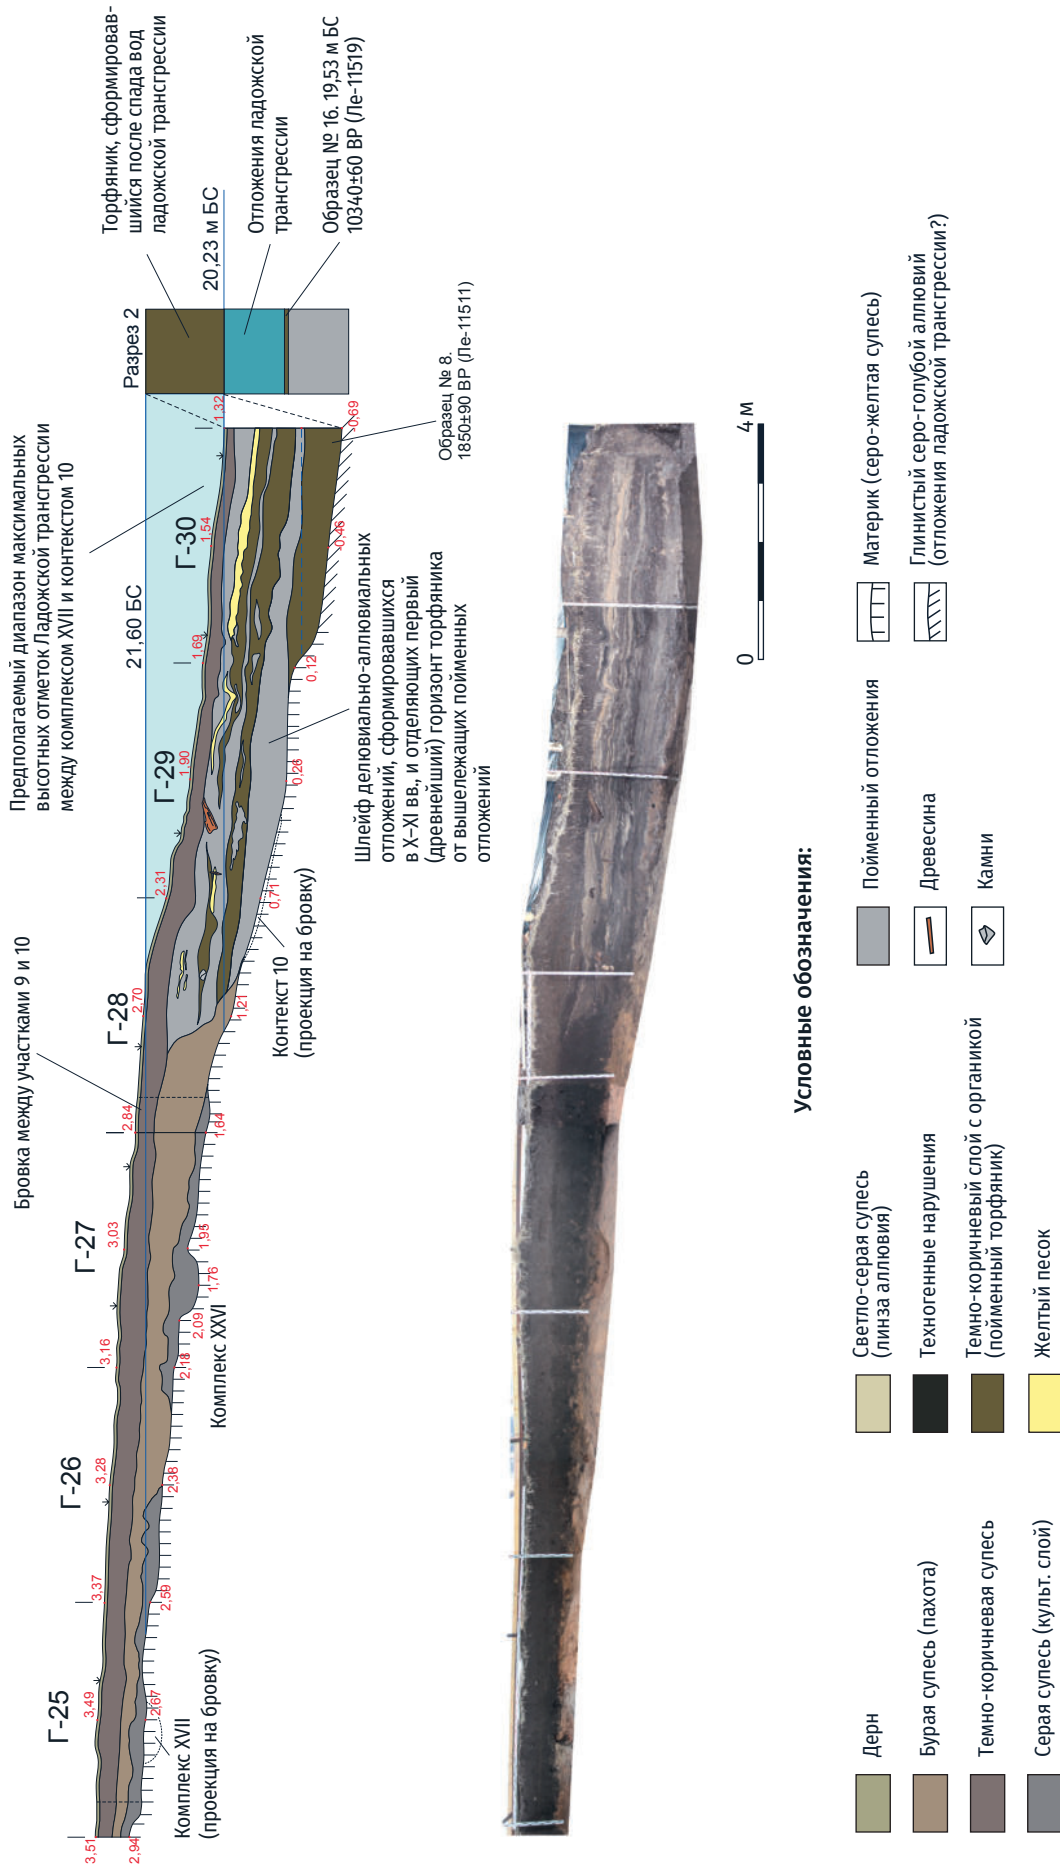 Предполагаемый диапазон максимальных
высотных отметок Ладожской трансгрессии
между комплексом XVII и контекстом 10
Торфяник, сформировав-
шийся после спада вод
ладожской трансгрессии
Бровка между участками 9 и 10
21,60 БС
Разрез 2
20,23 м БС
Отложения ладожской
трансгрессии
Образец № 16. 19,53 м БС
10340±60 BP (Ле-11519)
Образец № 8.
1850±90 BP (Ле-11511)
Г-25
Г-26
Г-27
Г-28
Г-29
Г-30
3,51
3,49
3,37
3,28
3,16
3,03
2,84
2,70
2,31
1,90
1,69
1,54
1,32
2,94
2,67
2,59
2,38
2,18
2,09
1,76
1,95
1,64
1,21
0,71
0,26
0,12
-0,46
-0,69
Комплекс XVII
(проекция на бровку)
Комплекс XXVI
Контекст 10
(проекция на бровку)
Шлейф делювиально-аллювиальных
отложений, сформировавшихся
в X–XI вв., и отделяющих первый
(древнейший) горизонт торфяника
от вышележащих пойменных
отложений
0
4 м
Условные обозначения:
Дерн
Бурая супесь (пахота)
Темно-коричневая супесь
Серая супесь (культ. слой)
Светло-серая супесь
(линза аллювия)
Техногенные нарушения
Темно-коричневый слой с органикой
(пойменный торфяник)
Желтый песок
Пойменный отложения
Древесина
Камни
Материк (серо-желтая супесь)
Глинистый серо-голубой аллювий
(отложения ладожской трансгрессии?)